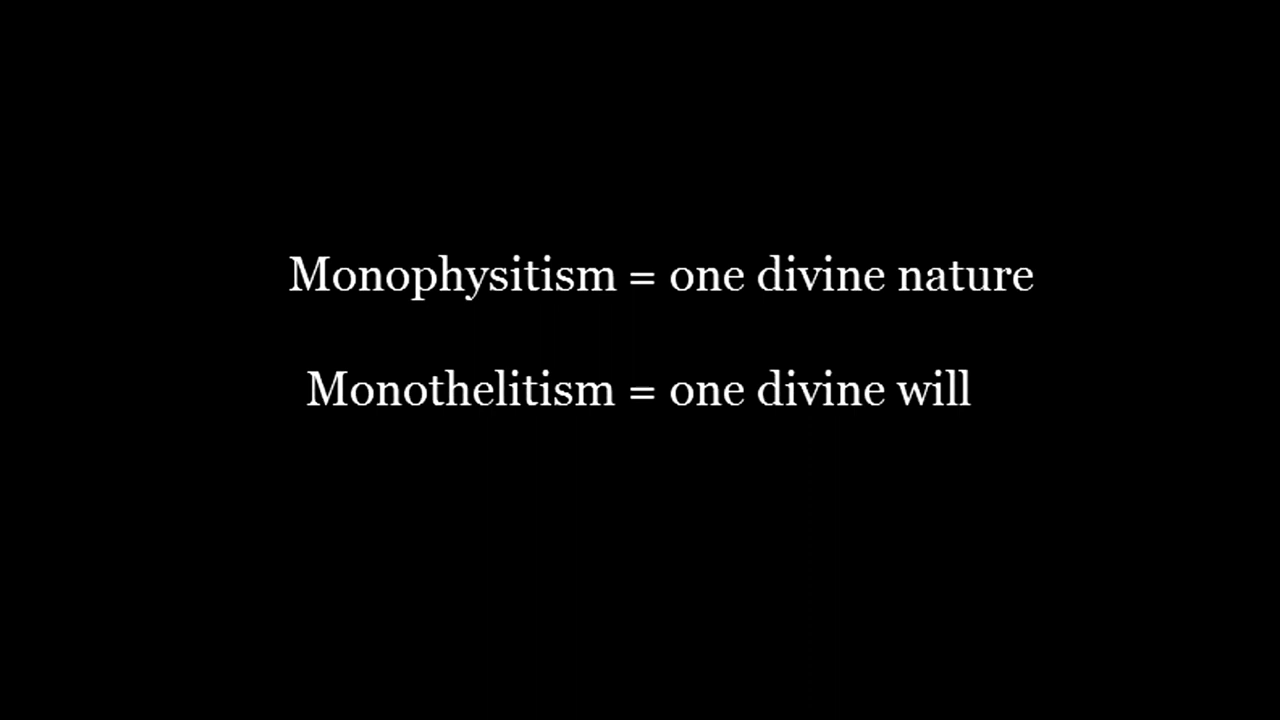 Monophysitism = one divine nature
Monothelitism = one divine will